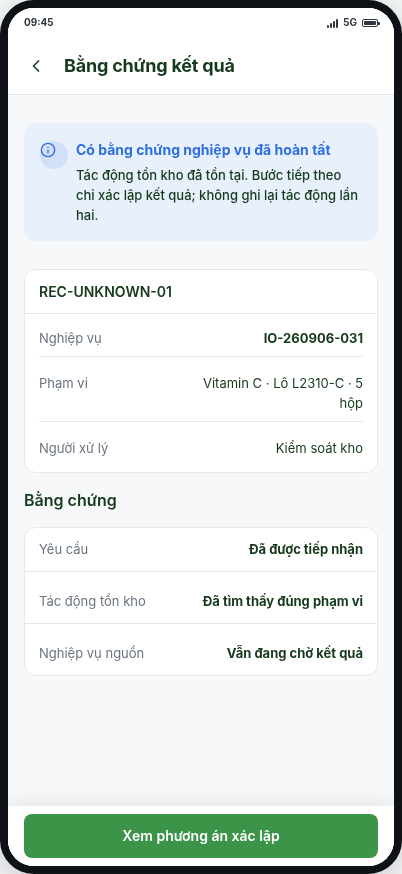 09:45
5G
Bằng chứng kết quả
Có bằng chứng nghiệp vụ đã hoàn tất
Tác động tồn kho đã tồn tại. Bước tiếp theo
chỉ xác lập kết quả; không ghi lại tác động lần
hai.
REC-UNKNOWN-01
Nghiệp vụ
IO-260906-031
Phạm vi
Vitamin C · Lô L2310-C · 5
hộp
Người xử lý
Kiểm soát kho
Bằng chứng
Yêu cầu
Đã được tiếp nhận
Tác động tồn kho
Đã tìm thấy đúng phạm vi
Nghiệp vụ nguồn
Vẫn đang chờ kết quả
Xem phương án xác lập